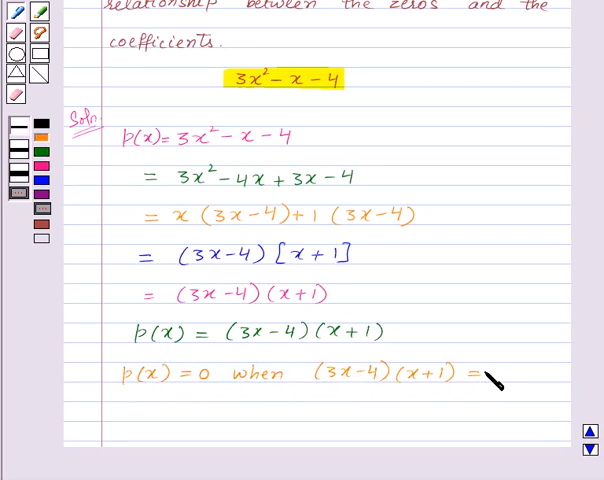 relationship between the zeros and the
coefficients.
3x² - x - 4
Soln
p(x) = 3x² - x - 4
= 3x² - 4x + 3x - 4
= x (3x - 4) + 1 (3x - 4)
= (3x - 4) [x + 1]
= (3x - 4) (x + 1)
p(x) = (3x - 4) (x + 1)
p(x) = 0 when (3x - 4) (x + 1) =